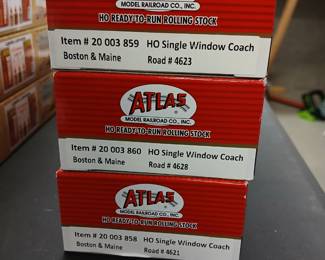 MODEL RAILROAD CO., INC.
HO READY-TO-RUN ROLLING STOCK
Item # 20 003 859 HO Single Window Coach
Boston & Maine Road # 4623
ATLAS
MODEL RAILROAD CO., INC.
HO READY-TO-RUN ROLLING STOCK
Item # 20 003 860 HO Single Window Coach
Boston & Maine Road # 4628
ATLAS
MODEL RAILROAD CO., INC.
HO READY-TO-RUN ROLLING STOCK
Item # 20 003 858 HO Single Window Coach
Boston & Maine Road # 4621